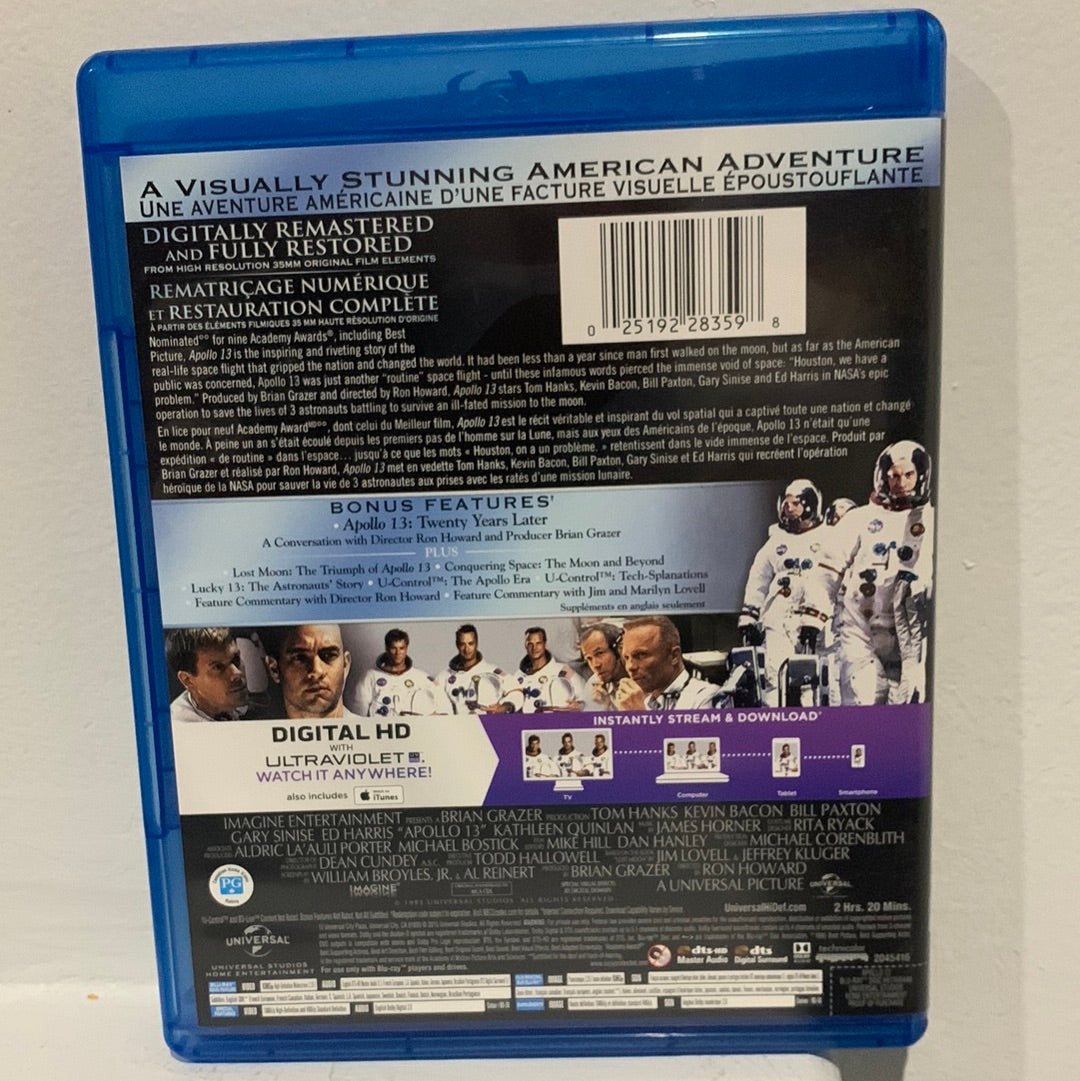 A VISUALLY STUNNING AMERICAN ADVENTURE
UNE AVENTURE AMÉRICAINE D'UNE FACTURE VISUELLE ÉPOUSTOUFLANTE
DIGITALLY REMASTERED
AND FULLY RESTORED
FROM HIGH RESOLUTION 35MM ORIGINAL FILM ELEMENTS
REMATRIÇAGE NUMÉRIQUE
ET RESTAURATION COMPLÈTE
À PARTIR DES ÉLÉMENTS FILMIQUES 35 MM HAUTE RÉSOLUTION D'ORIGINE
0 25192 28359 8
Nominated for nine Academy Awards®, including Best
Picture, Apollo 13 is the inspiring and riveting story of the
real-life space flight that gripped the nation and changed the world. It had been less than a year since man first walked on the moon, but as far as the American
public was concerned, Apollo 13 was just another "routine" space flight - until these infamous words pierced the immense void of space: "Houston, we have a
problem." Produced by Brian Grazer and directed by Ron Howard, Apollo 13 stars Tom Hanks, Kevin Bacon, Bill Paxton, Gary Sinise and Ed Harris in NASA's epic
operation to save the lives of 3 astronauts battling to survive an ill-fated mission to the moon.
En lice pour neuf Academy Award, dont celui du Meilleur film, Apollo 13 est le récit véritable et inspirant du vol spatial qui a captivé toute une nation et changé
le monde. À peine un an s'était écoulé depuis les premiers pas de l'homme sur la Lune, mais aux yeux des Américains de l'époque, Apollo 13 n'était qu'une
expédition « de routine » dans l'espace... jusqu'à ce que les mots « Houston, on a un problème. » retentissent dans le vide immense de l'espace. Produit par
Brian Grazer et réalisé par Ron Howard, Apollo 13 met en vedette Tom Hanks, Kevin Bacon, Bill Paxton, Gary Sinise et Ed Harris qui recréent l'opération
héroïque de la NASA pour sauver la vie de 3 astronautes aux prises avec les ratés d'une mission lunaire.
BONUS FEATURES
• Apollo 13: Twenty Years Later
A Conversation with Director Ron Howard and Producer Brian Grazer
PLUS
• Lost Moon: The Triumph of Apollo 13 • Conquering Space: The Moon and Beyond
• Lucky 13: The Astronauts' Story • U-Control™: The Apollo Era • U-Control™: Tech-Splanations
• Feature Commentary with Director Ron Howard • Feature Commentary with Jim and Marilyn Lovell
Suppléments en anglais seulement
DIGITAL HD
WITH
ULTRAVIOLET
WATCH IT ANYWHERE!
also includes iTunes
INSTANTLY STREAM & DOWNLOAD
TV Computer Tablet Smartphone
IMAGINE ENTERTAINMENT PRESENTS A BRIAN GRAZER PRODUCTION TOM HANKS KEVIN BACON BILL PAXTON
GARY SINISE ED HARRIS "APOLLO 13" KATHLEEN QUINLAN JAMES HORNER RITA RYACK
ALDRIC LA'AULI PORTER MICHAEL BOSTICK MIKE HILL DAN HANLEY MICHAEL CORENBLITH
DEAN CUNDEY A.S.C. TODD HALLOWELL JIM LOVELL & JEFFREY KLUGER
WILLIAM BROYLES, JR. & AL REINERT BRIAN GRAZER RON HOWARD
IMAGINE
A UNIVERSAL PICTURE UNIVERSAL
PG
© 1995 UNIVERSAL STUDIOS ALL RIGHTS RESERVED
UniversalHiDef.com 2 Hrs. 20 Mins.
UNIVERSAL
UNIVERSAL STUDIOS
HOME ENTERTAINMENT
For use only with Blu-ray™ players and drives.
dts-HD
Master Audio
dts
Digital Surround
technicolor
2045416